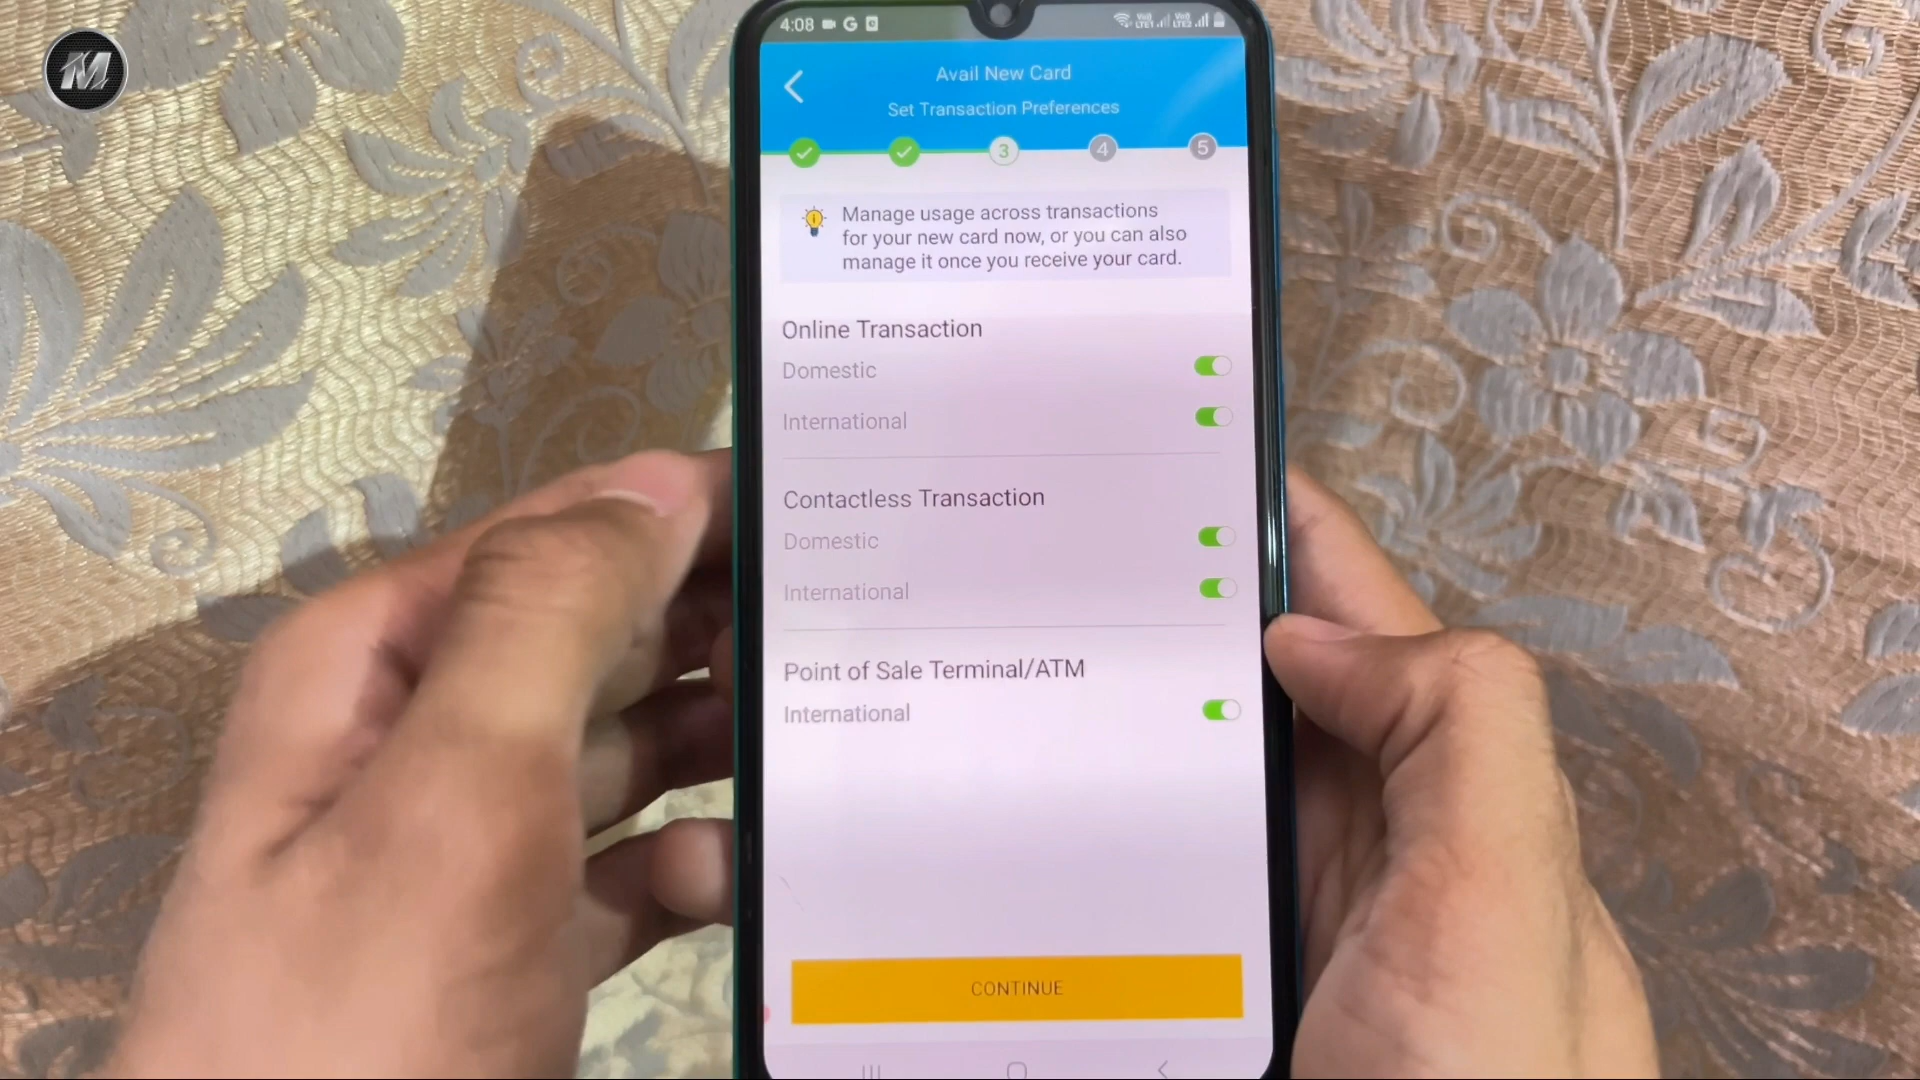 M
4:08
Avail New Card
Set Transaction Preferences
3 4 5
Manage usage across transactions
for your new card now, or you can also
manage it once you receive your card.
Online Transaction
Domestic
International
Contactless Transaction
Domestic
International
Point of Sale Terminal/ATM
International
CONTINUE